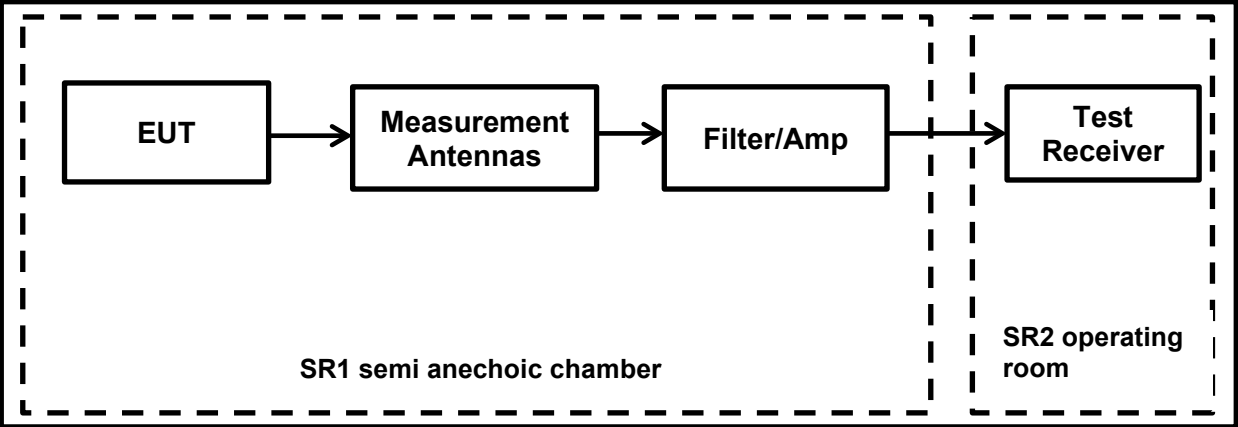 EUT
Measurement
Antennas
Filter/Amp
Test
Receiver
SR1 semi anechoic chamber
SR2 operating
room